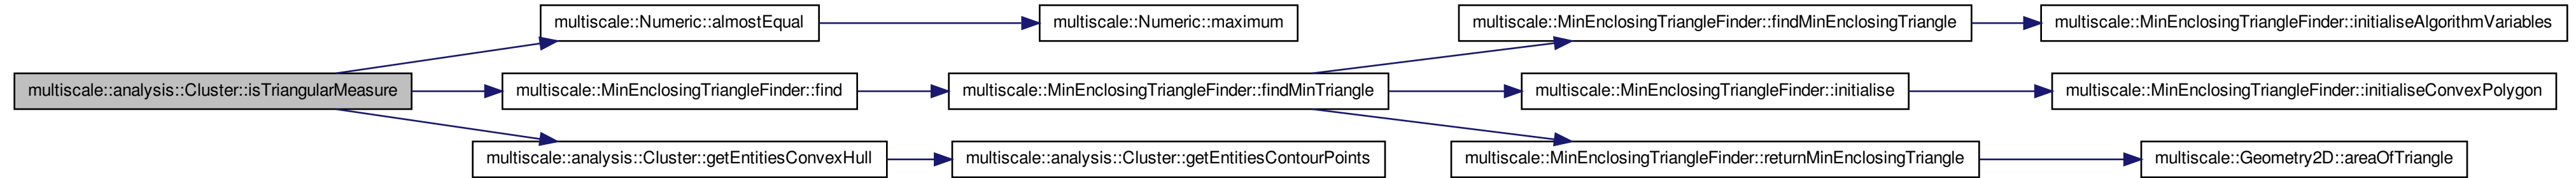 multiscale::Numeric::almostEqual
multiscale::Numeric::maximum
multiscale::MinEnclosingTriangleFinder::findMinEnclosingTriangle
multiscale::MinEnclosingTriangleFinder::initialiseAlgorithmVariables
multiscale::analysis::Cluster::isTriangularMeasure
multiscale::MinEnclosingTriangleFinder::find
multiscale::MinEnclosingTriangleFinder::findMinTriangle
multiscale::MinEnclosingTriangleFinder::initialise
multiscale::MinEnclosingTriangleFinder::initialiseConvexPolygon
multiscale::analysis::Cluster::getEntitiesConvexHull
multiscale::analysis::Cluster::getEntitiesContourPoints
multiscale::MinEnclosingTriangleFinder::returnMinEnclosingTriangle
multiscale::Geometry2D::areaOfTriangle